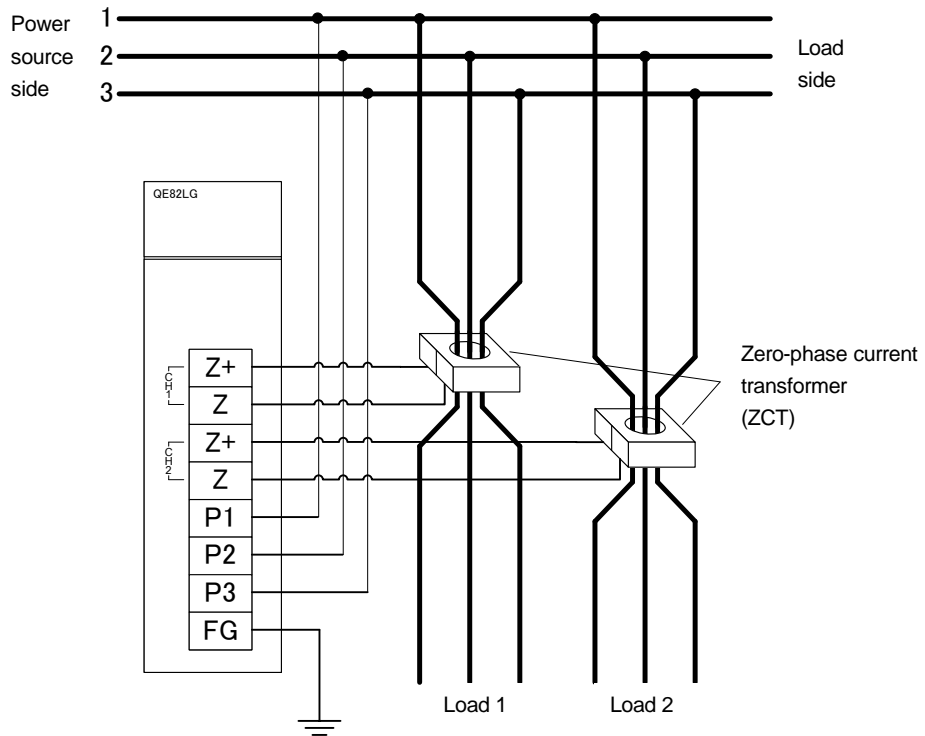 Power
source
side
1
2
3
Load
side
QE82LG
CH1
Z+
Z
CH2
Z+
Z
P1
P2
P3
FG
Zero-phase current
transformer
(ZCT)
Load 1
Load 2